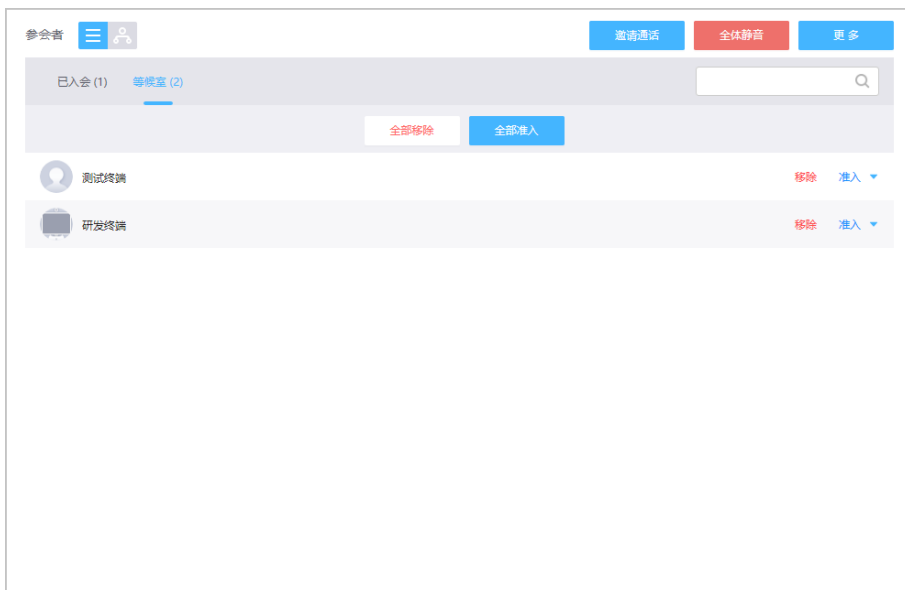 参会者 邀请通话 全体静音 更多
已入会 (1) 等候室 (2)
全部移除 全部准入
测试终端 移除 准入
研发终端 移除 准入